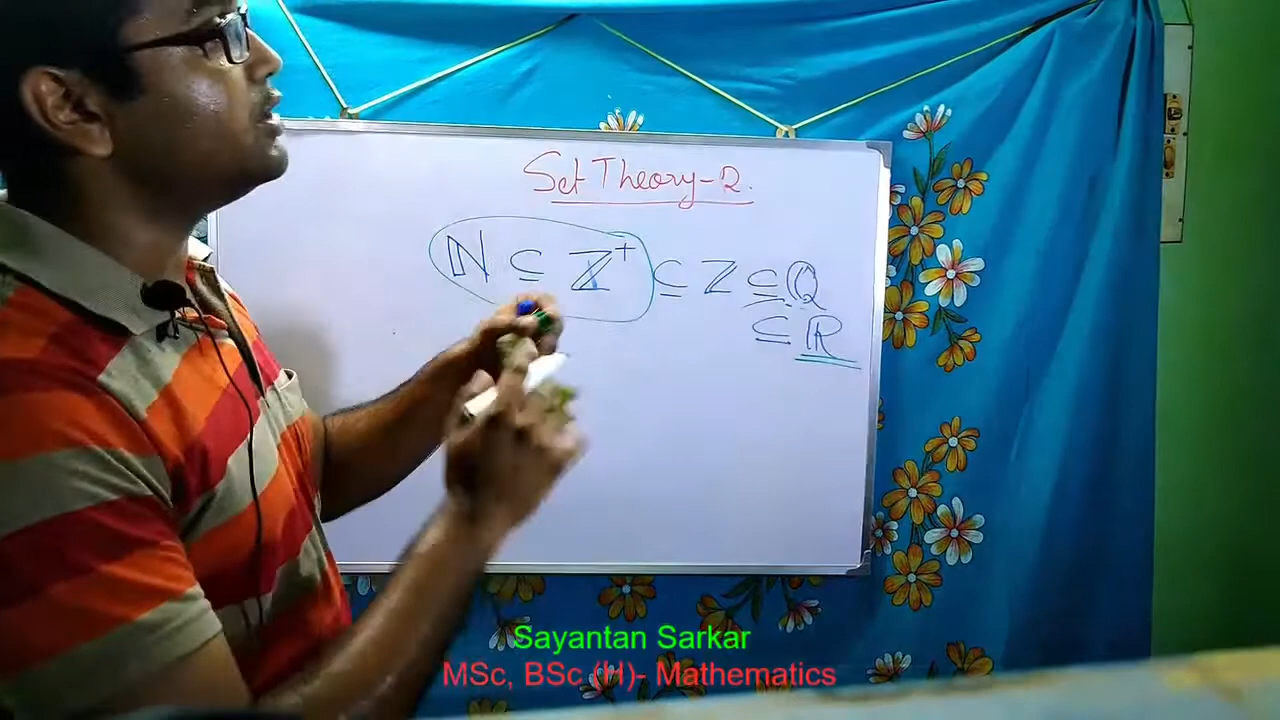 Set Theory-2.
ℕ ⊆ ℤ⁺ ⊆ ℤ ⊆ ℚ
⊆ ℝ
Sayantan Sarkar
MSc, BSc (H)- Mathematics